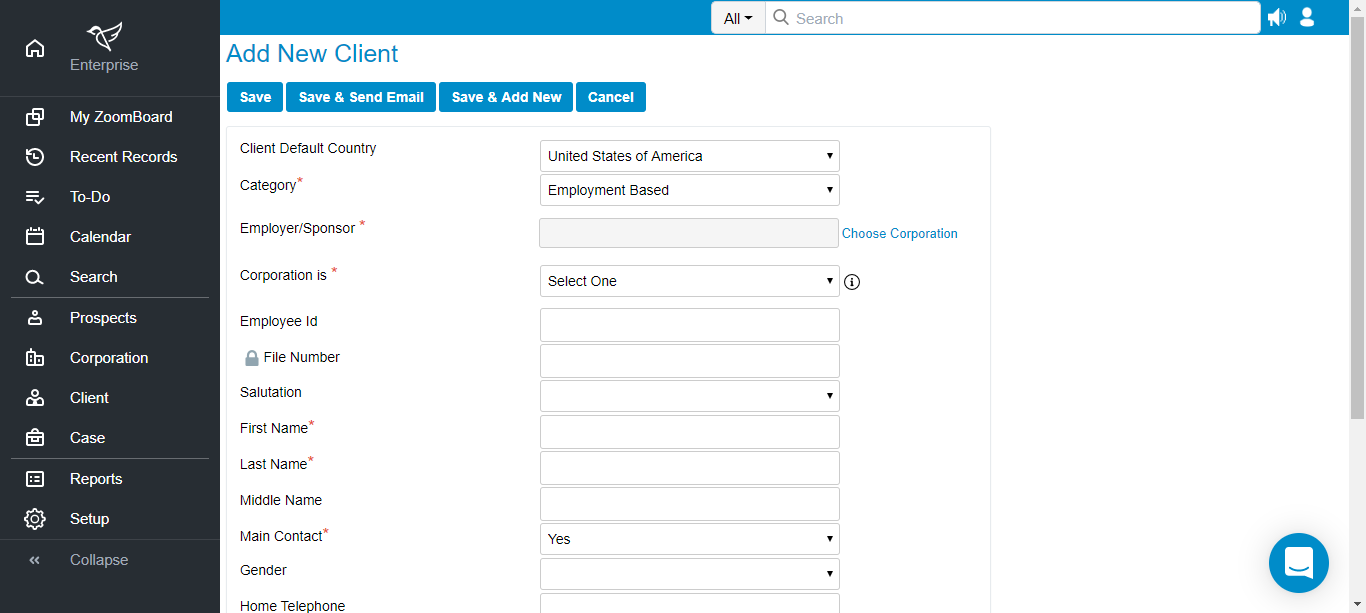 All
Search
Enterprise
Add New Client
Save
Save & Send Email
Save & Add New
Cancel
My ZoomBoard
Recent Records
To-Do
Calendar
Search
Prospects
Corporation
Client
Case
Reports
Setup
« Collapse
Client Default Country
United States of America
Category*
Employment Based
Employer/Sponsor *
Choose Corporation
Corporation is *
Select One
Employee Id
File Number
Salutation
First Name*
Last Name*
Middle Name
Main Contact*
Yes
Gender
Home Telephone